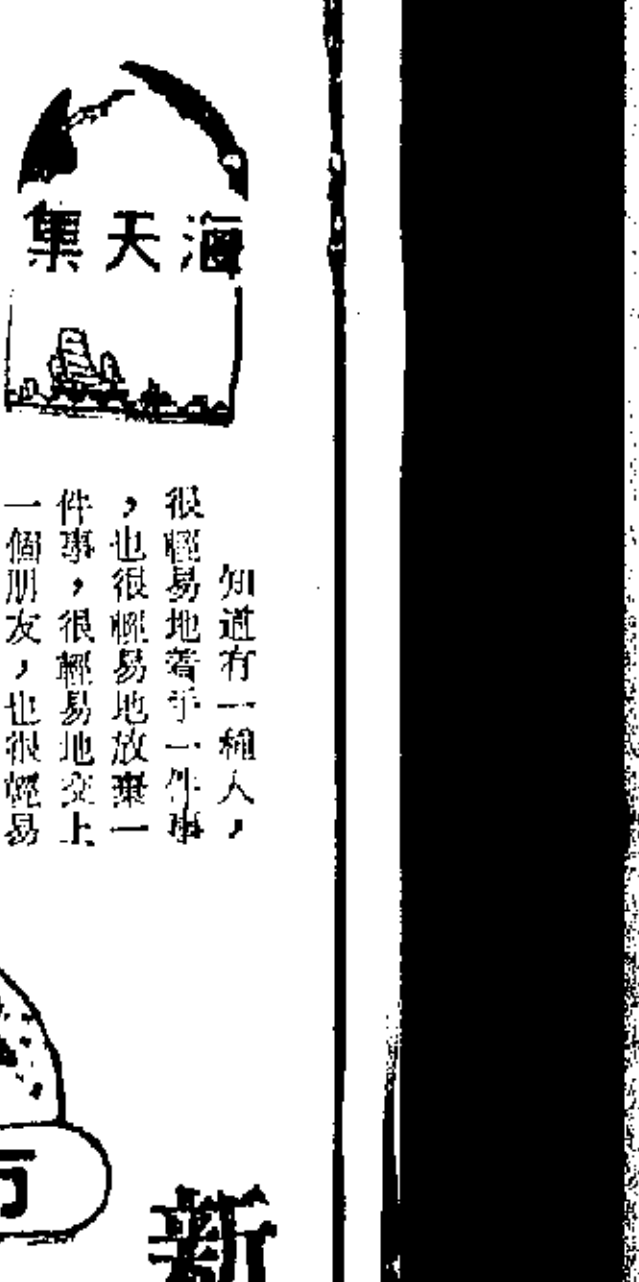 海天集
知道有一種人，
很輕易地着手一件事
，也很輕易地放棄一
件事，很輕易地交上
一個朋友，也很輕易
新